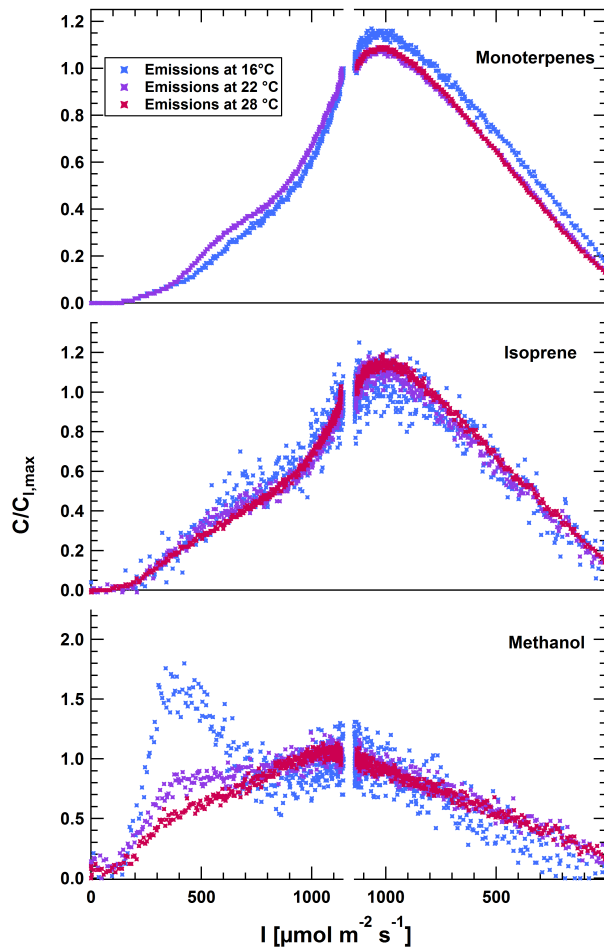 1.2
1.0
0.8
0.6
0.4
0.2
0.0
Monoterpenes
Emissions at 16°C
Emissions at 22 °C
Emissions at 28 °C
C/C_I,max
1.2
1.0
0.8
0.6
0.4
0.2
0.0
Isoprene
2.0
1.5
1.0
0.5
0.0
Methanol
0 500 1000 1000 500
I [µmol m⁻² s⁻¹]